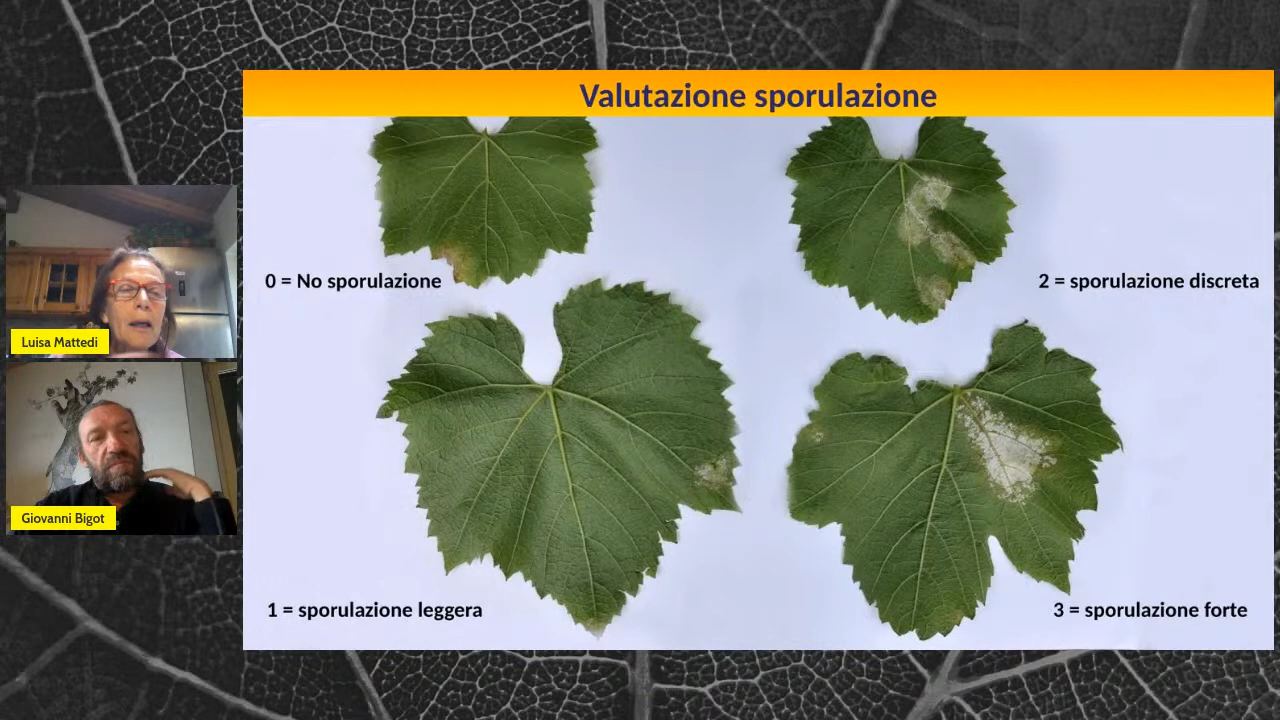 Valutazione sporulazione
0 = No sporulazione
2 = sporulazione discreta
Luisa Mattedi
Giovanni Bigot
1 = sporulazione leggera
3 = sporulazione forte